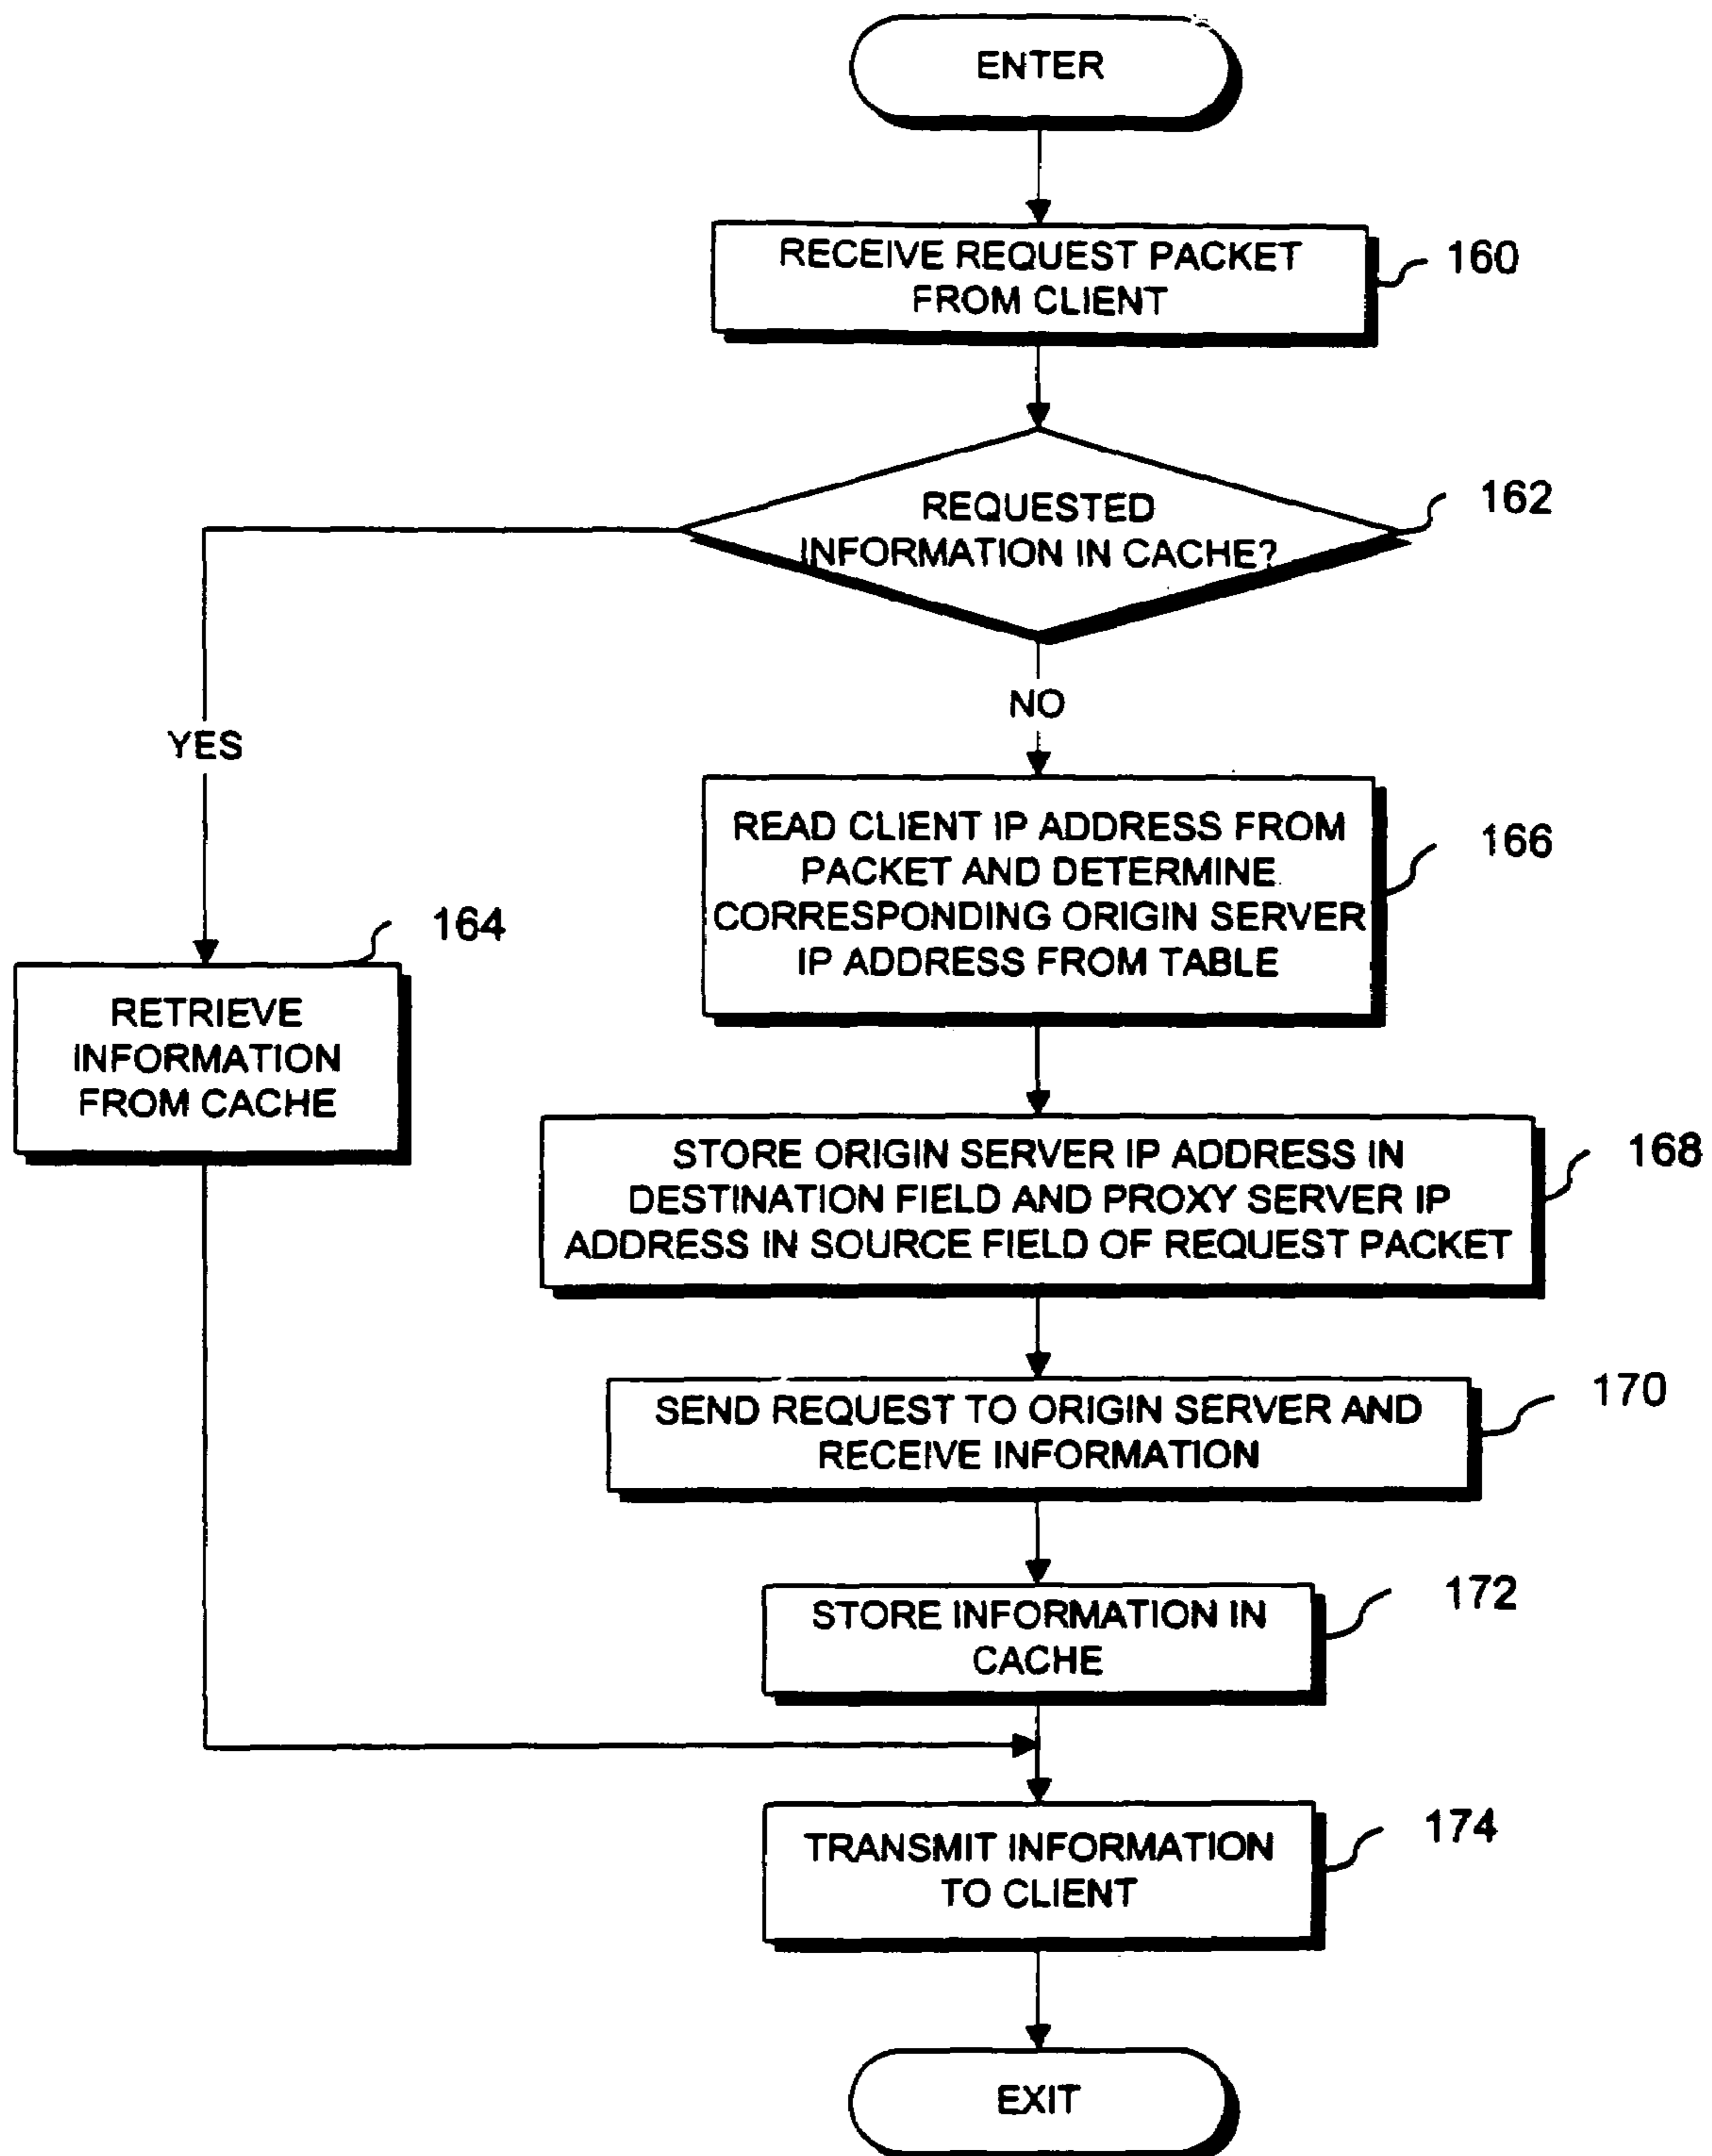 ENTER
RECEIVE REQUEST PACKET
FROM CLIENT
160
REQUESTED
INFORMATION IN CACHE?
162
NO
YES
READ CLIENT IP ADDRESS FROM
PACKET AND DETERMINE
CORRESPONDING ORIGIN SERVER
IP ADDRESS FROM TABLE
166
164
RETRIEVE
INFORMATION
FROM CACHE
STORE ORIGIN SERVER IP ADDRESS IN
DESTINATION FIELD AND PROXY SERVER IP
ADDRESS IN SOURCE FIELD OF REQUEST PACKET
168
SEND REQUEST TO ORIGIN SERVER AND
RECEIVE INFORMATION
170
STORE INFORMATION IN
CACHE
172
TRANSMIT INFORMATION
TO CLIENT
174
EXIT